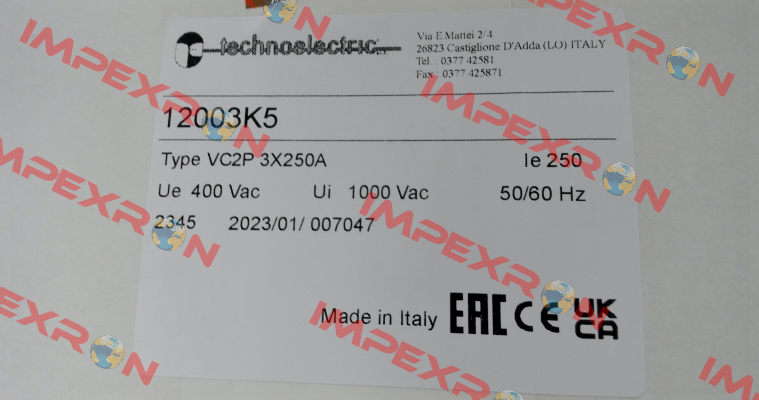 technoelectric
Via E.Mattei 2/4
26823 Castiglione D'Adda (LO) ITALY
Tel. : 0377 42581
Fax : 0377 425871
12003K5
Type VC2P 3X250A Ie 250
Ue 400 Vac Ui 1000 Vac 50/60 Hz
2345 2023/01/ 007047
Made in Italy EAC CE UK CA
IMPEXRON
IMPEXRON
IMPEXRON
IMPEXRON
IMPEXRON
IMPEXRON
IMPEXRON